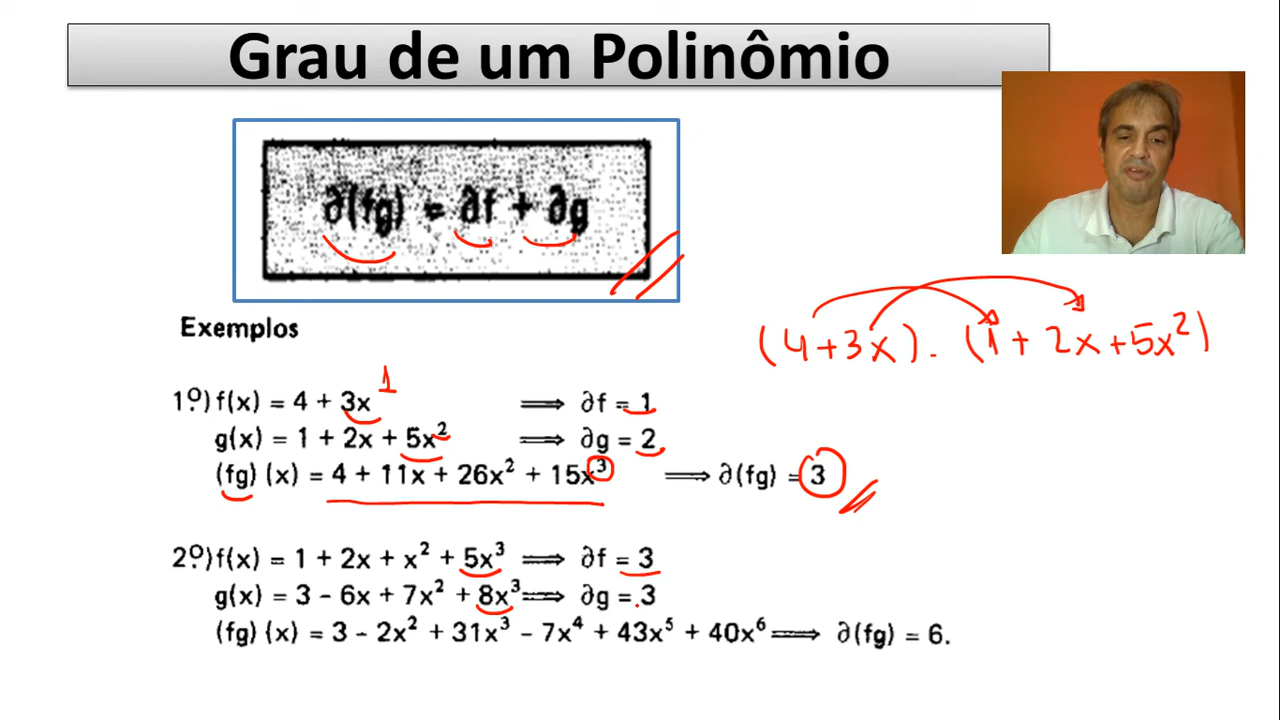 Grau de um Polinômio
∂(fg) = ∂f + ∂g
Exemplos
(4+3x) . (1 + 2x+5x²)
1
1º) f(x) = 4 + 3x ⟹ ∂f = 1
g(x) = 1 + 2x + 5x² ⟹ ∂g = 2
(fg) (x) = 4 + 11x + 26x² + 15x³ ⟹ ∂(fg) = 3
2º) f(x) = 1 + 2x + x² + 5x³ ⟹ ∂f = 3
g(x) = 3 - 6x + 7x² + 8x³ ⟹ ∂g = 3
(fg) (x) = 3 - 2x² + 31x³ - 7x⁴ + 43x⁵ + 40x⁶ ⟹ ∂(fg) = 6.